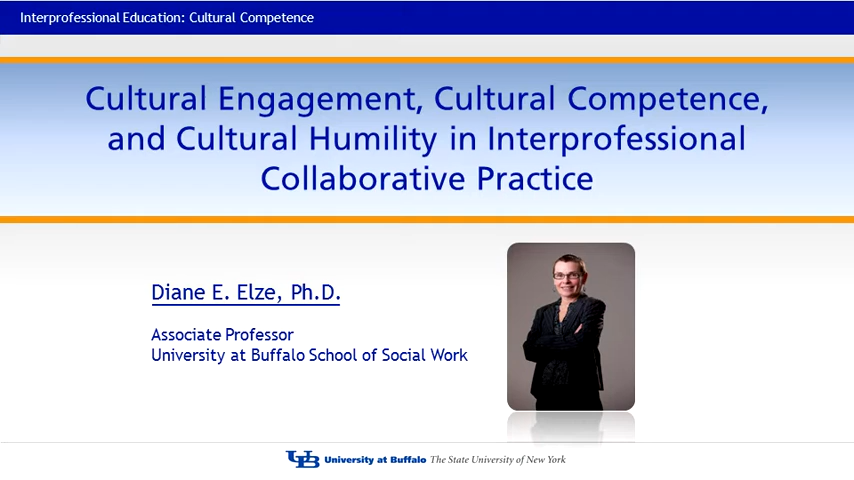 Interprofessional Education: Cultural Competence
Cultural Engagement, Cultural Competence,
and Cultural Humility in Interprofessional
Collaborative Practice
Diane E. Elze, Ph.D.
Associate Professor
University at Buffalo School of Social Work
UB University at Buffalo The State University of New York